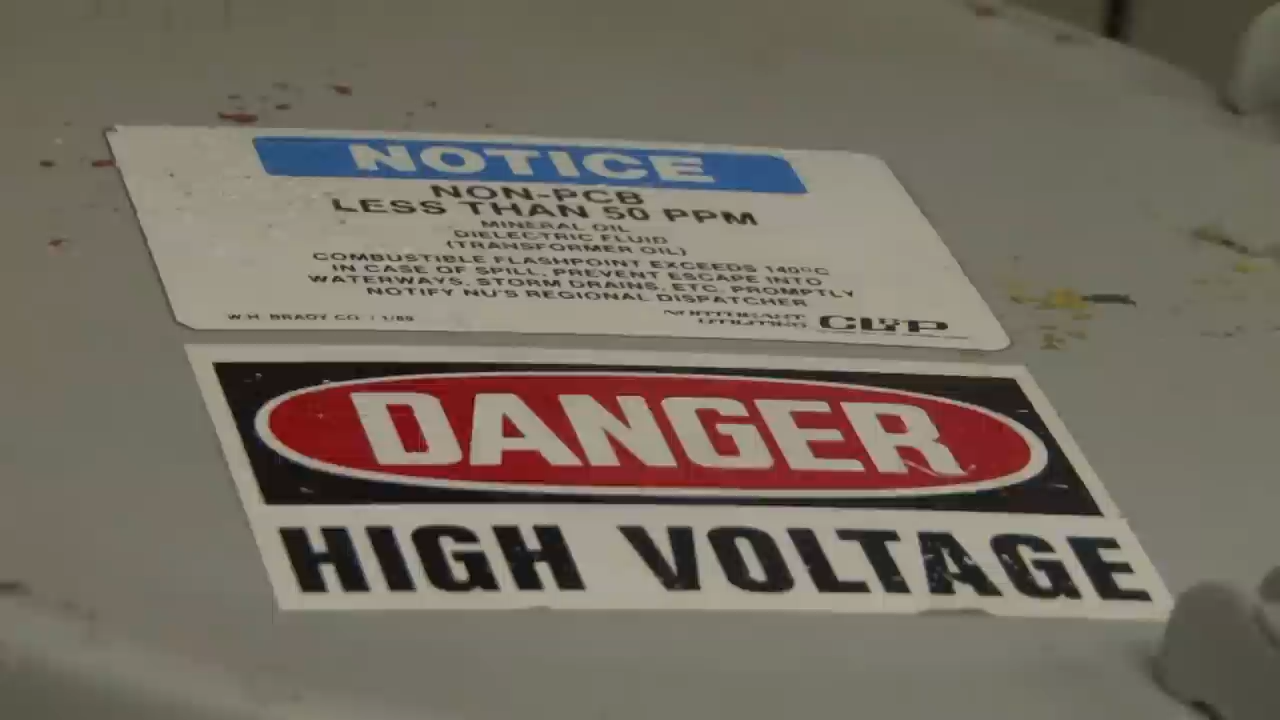 NOTICE
NON-PCB
LESS THAN 50 PPM
MINERAL OIL
DIELECTRIC FLUID
(TRANSFORMER OIL)
COMBUSTIBLE FLASHPOINT EXCEEDS 140°C
IN CASE OF SPILL, PREVENT ESCAPE INTO
WATERWAYS, STORM DRAINS, ETC. PROMPTLY
NOTIFY NU'S REGIONAL DISPATCHER
W.H. BRADY CO. 1/89
NORTHEAST
UTILITIES
CL&P
DANGER
HIGH VOLTAGE